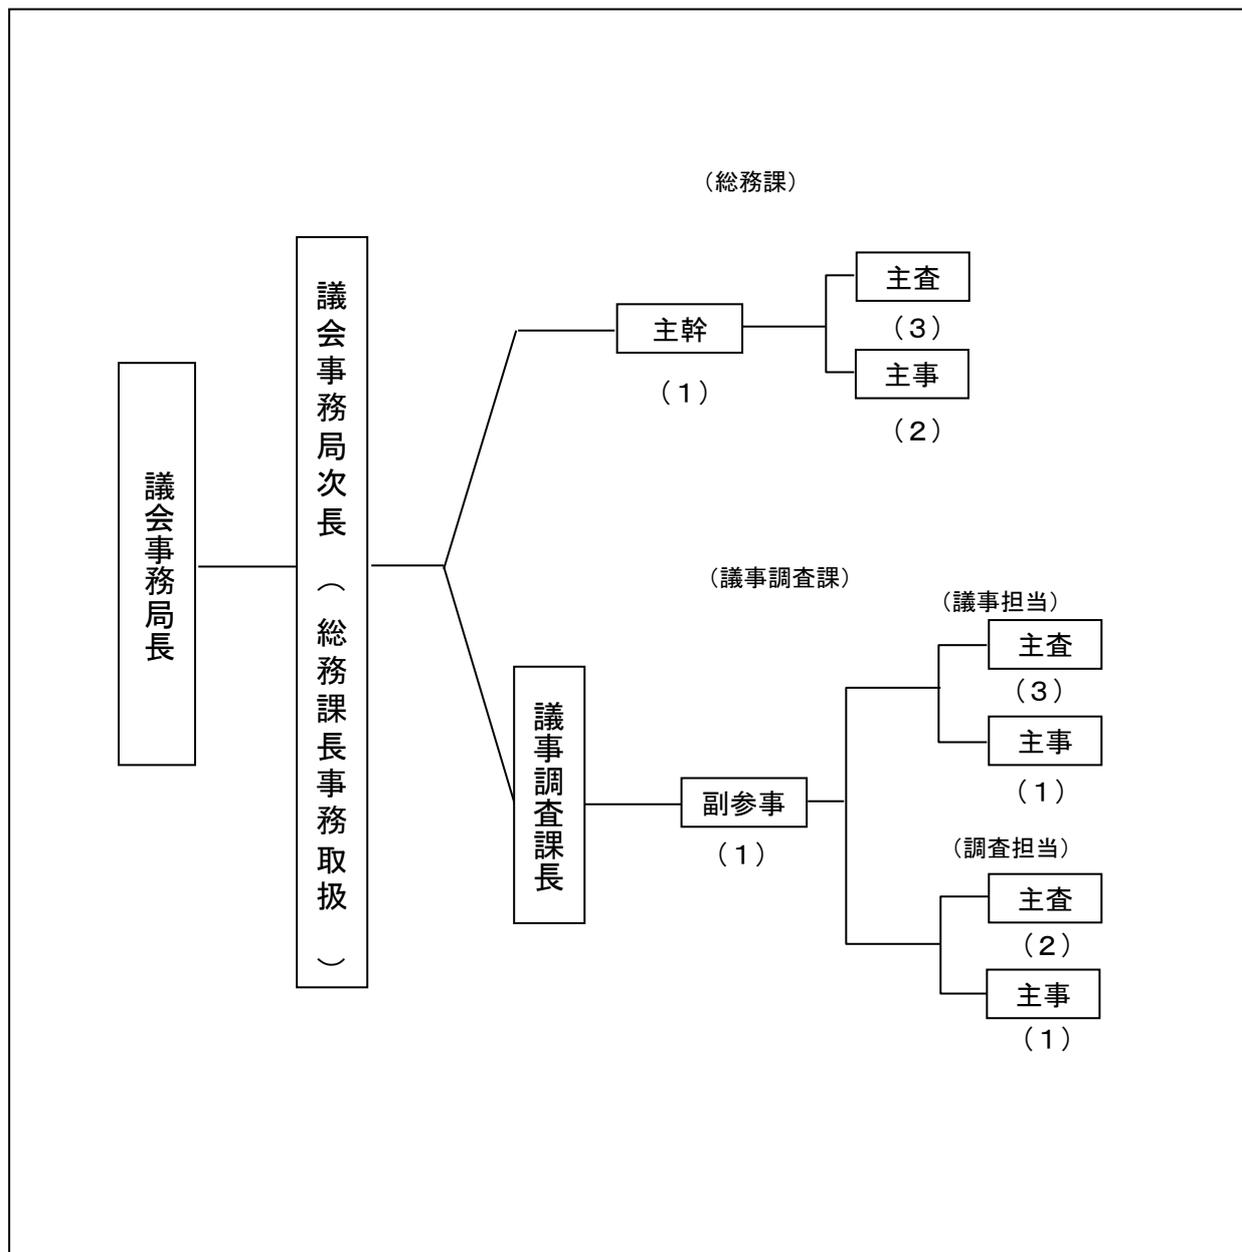 議会事務局長
議会事務局次長（総務課長事務取扱）
（総務課）
主幹
（１）
主査
（３）
主事
（２）
（議事調査課）
議事調査課長
副参事
（１）
（議事担当）
主査
（３）
主事
（１）
（調査担当）
主査
（２）
主事
（１）